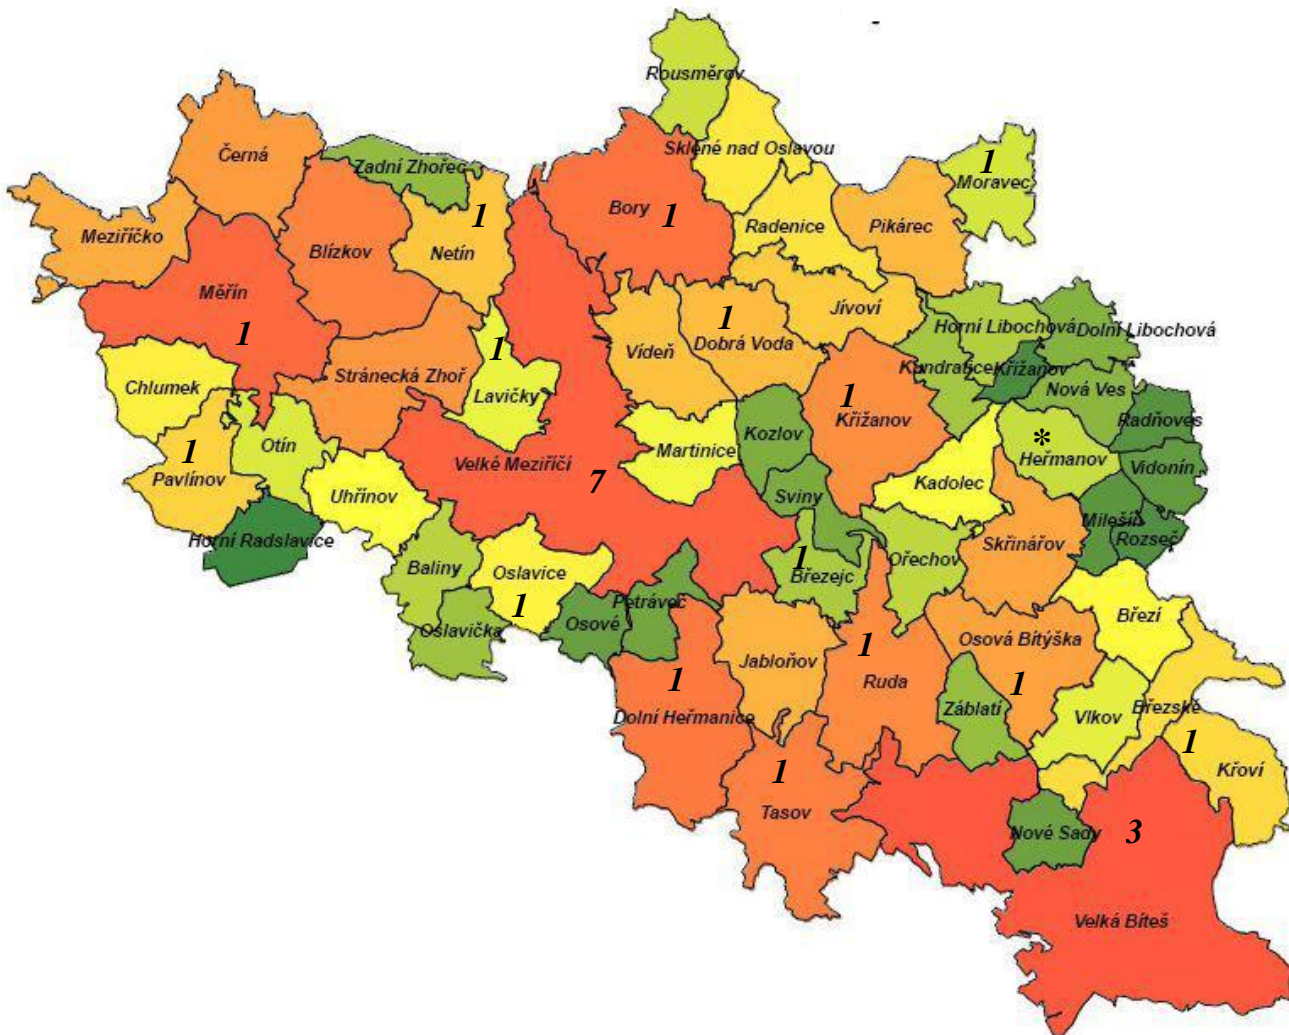 -
Rousměrov
Sklené nad Oslavou
Černá
Zadní Zhořec
1
Moravec
Bory 1
1
Netín
Radenice
Pikárec
Meziříčko
Blízkov
Měřín
1
Jívoví
Horní Libochová
Dolní Libochová
1
Dobrá Voda
Vídeň
1
Lavičky
Stránecká Zhoř
Kundratice
Křižanov
Nová Ves
Chlumek
1
Křižanov
Radňoves
1
Pavlínov
Otín
Martinice
Kozlov
*
Heřmanov
Velké Meziříčí
7
Vidonín
Uhřínov
Sviny
Kadolec
Milešín
Rozseč
Horní Radslavice
Baliny
Oslavice
1
1
Březejc
Ořechov
Skřinářov
Oslavička
Osové
Petráveč
Březí
Jabloňov
1
Ruda
Osová Bítýška
1
1
Dolní Heřmanice
Záblatí
Vlkov
Březské
1
Křoví
1
Tasov
Nové Sady
3
Velká Bíteš